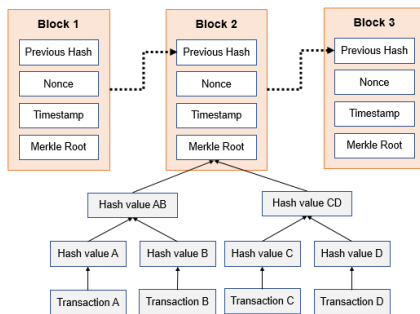 Block 1
Block 2
Block 3
Previous Hash
Previous Hash
Previous Hash
Nonce
Nonce
Nonce
Timestamp
Timestamp
Timestamp
Merkle Root
Merkle Root
Merkle Root
Hash value AB
Hash value CD
Hash value A
Hash value B
Hash value C
Hash value D
Transaction A
Transaction B
Transaction C
Transaction D